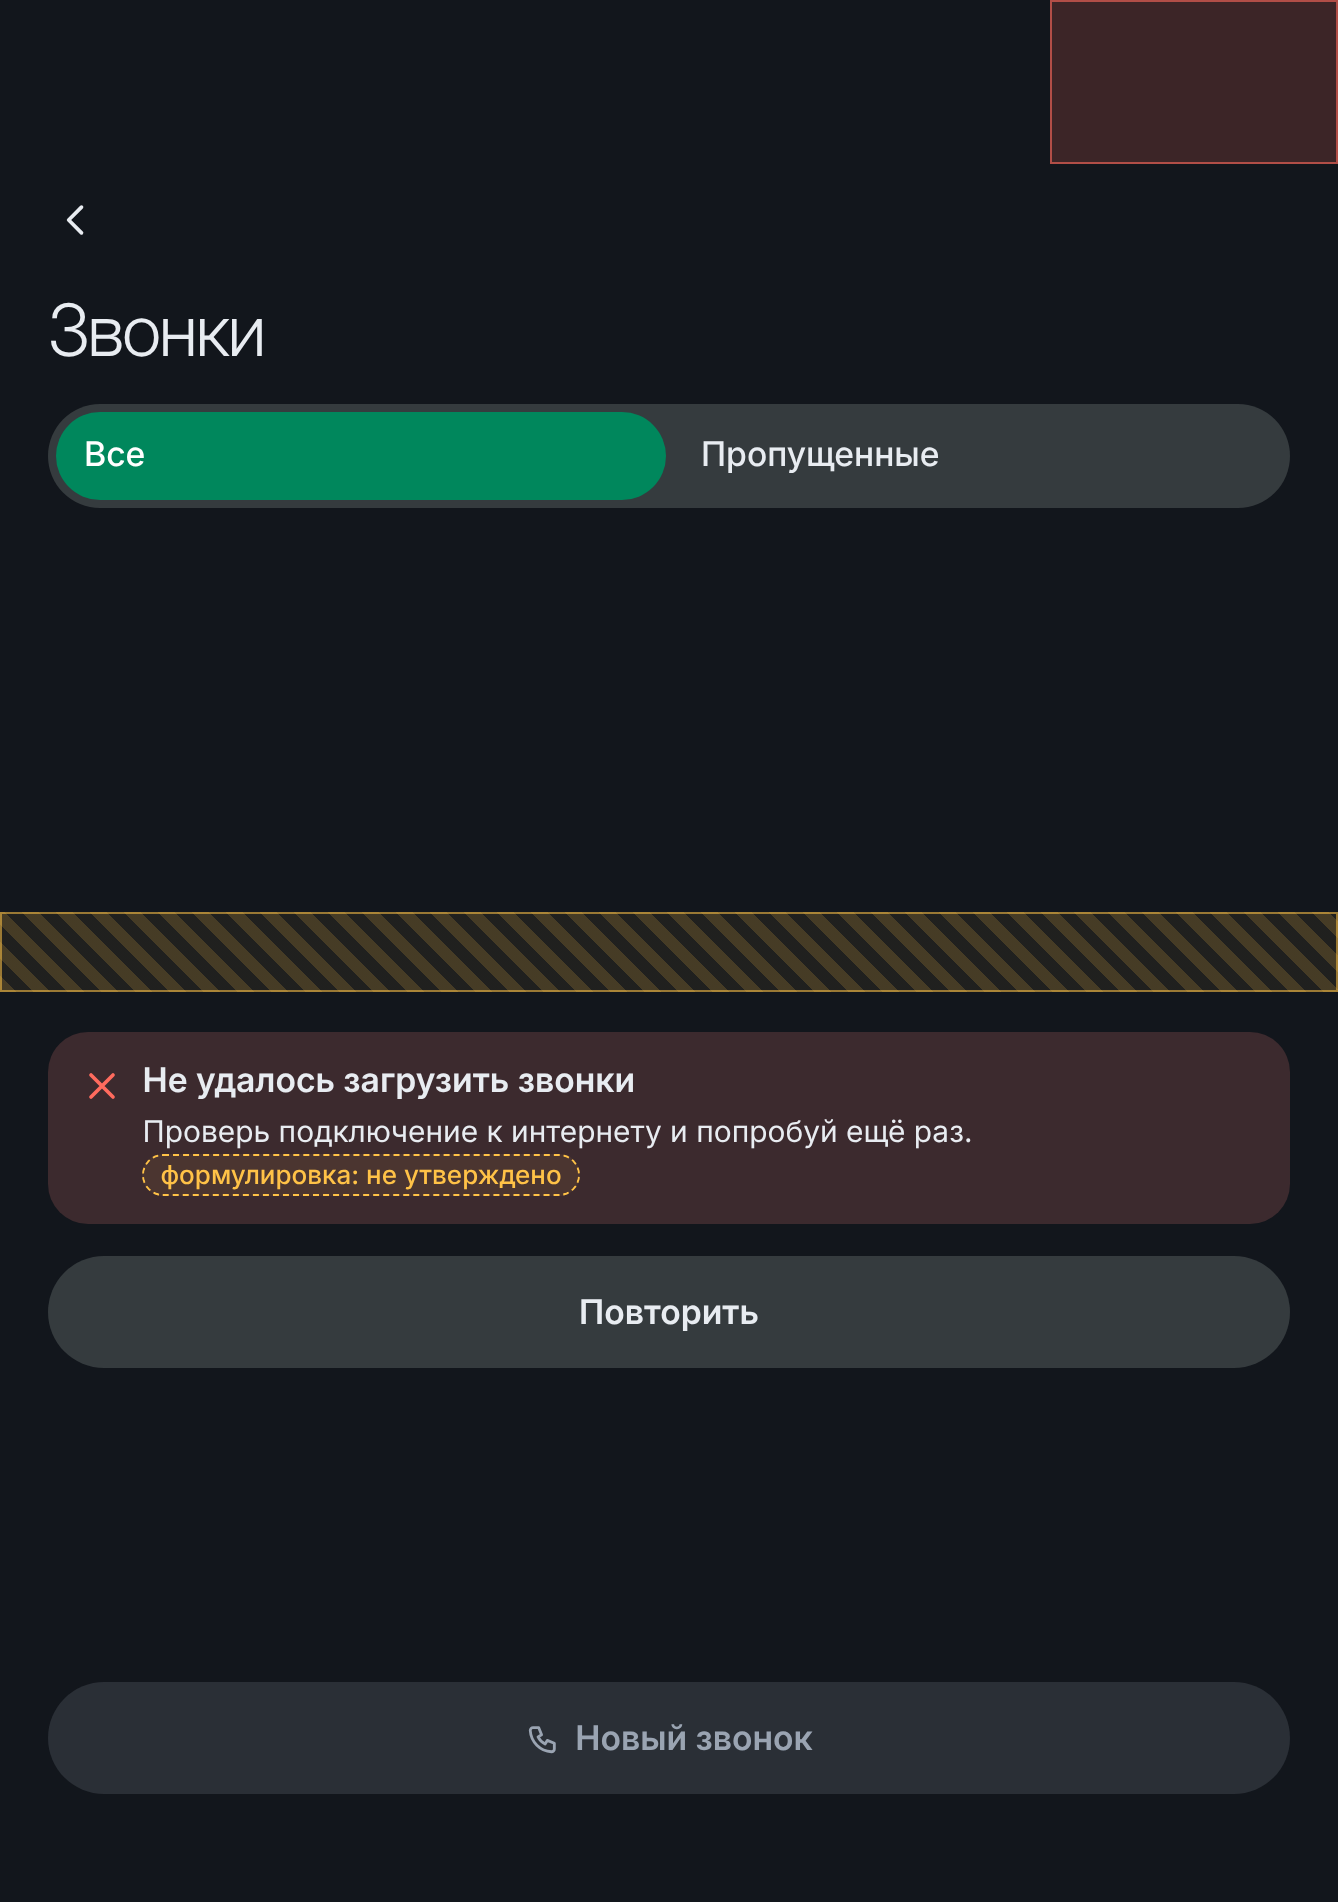 Звонки
Все
Пропущенные
Не удалось загрузить звонки
Проверь подключение к интернету и попробуй ещё раз.
формулировка: не утверждено
Повторить
Новый звонок